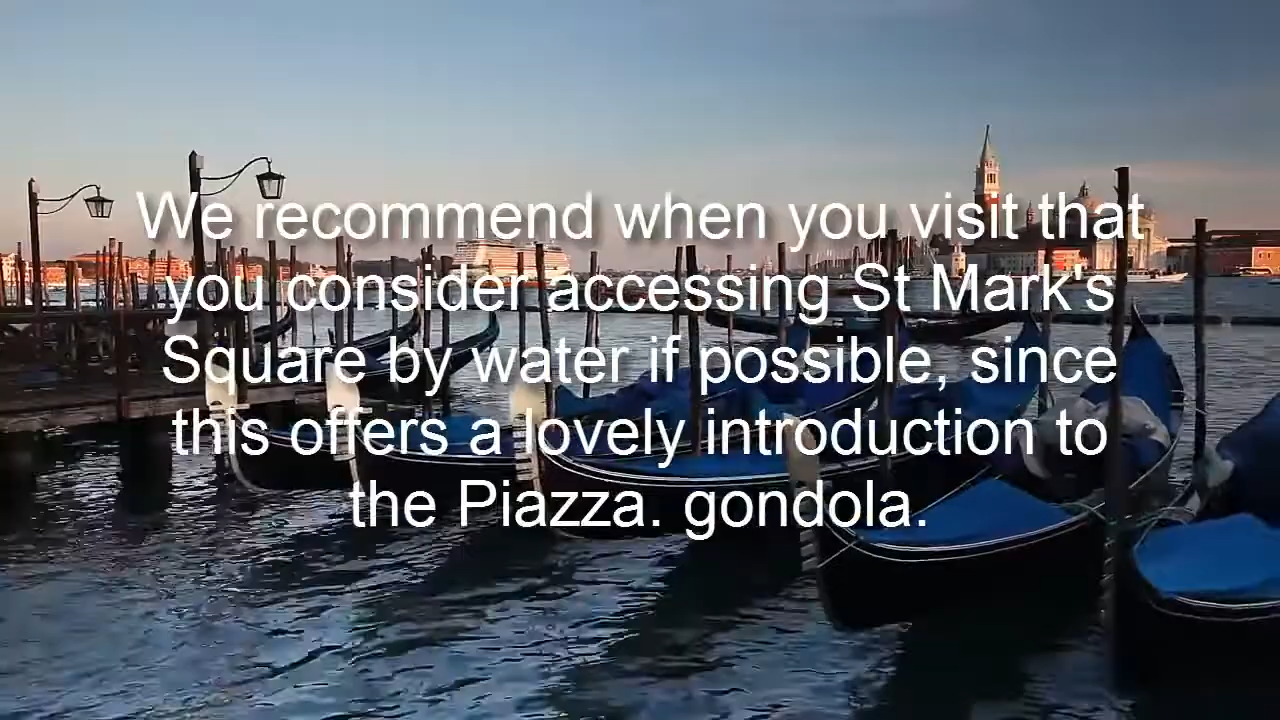 We recommend when you visit that
you consider accessing St Mark's
Square by water if possible, since
this offers a lovely introduction to
the Piazza. gondola.